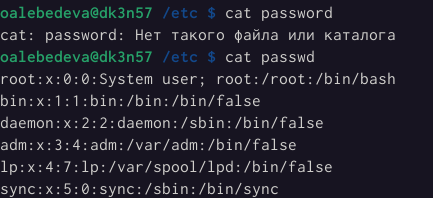 oalebedeva@dk3n57 /etc $ cat password
cat: password: Нет такого файла или каталога
oalebedeva@dk3n57 /etc $ cat passwd
root:x:0:0:System user; root:/root:/bin/bash
bin:x:1:1:bin:/bin:/bin/false
daemon:x:2:2:daemon:/sbin:/bin/false
adm:x:3:4:adm:/var/adm:/bin/false
lp:x:4:7:lp:/var/spool/lpd:/bin/false
sync:x:5:0:sync:/sbin:/bin/sync